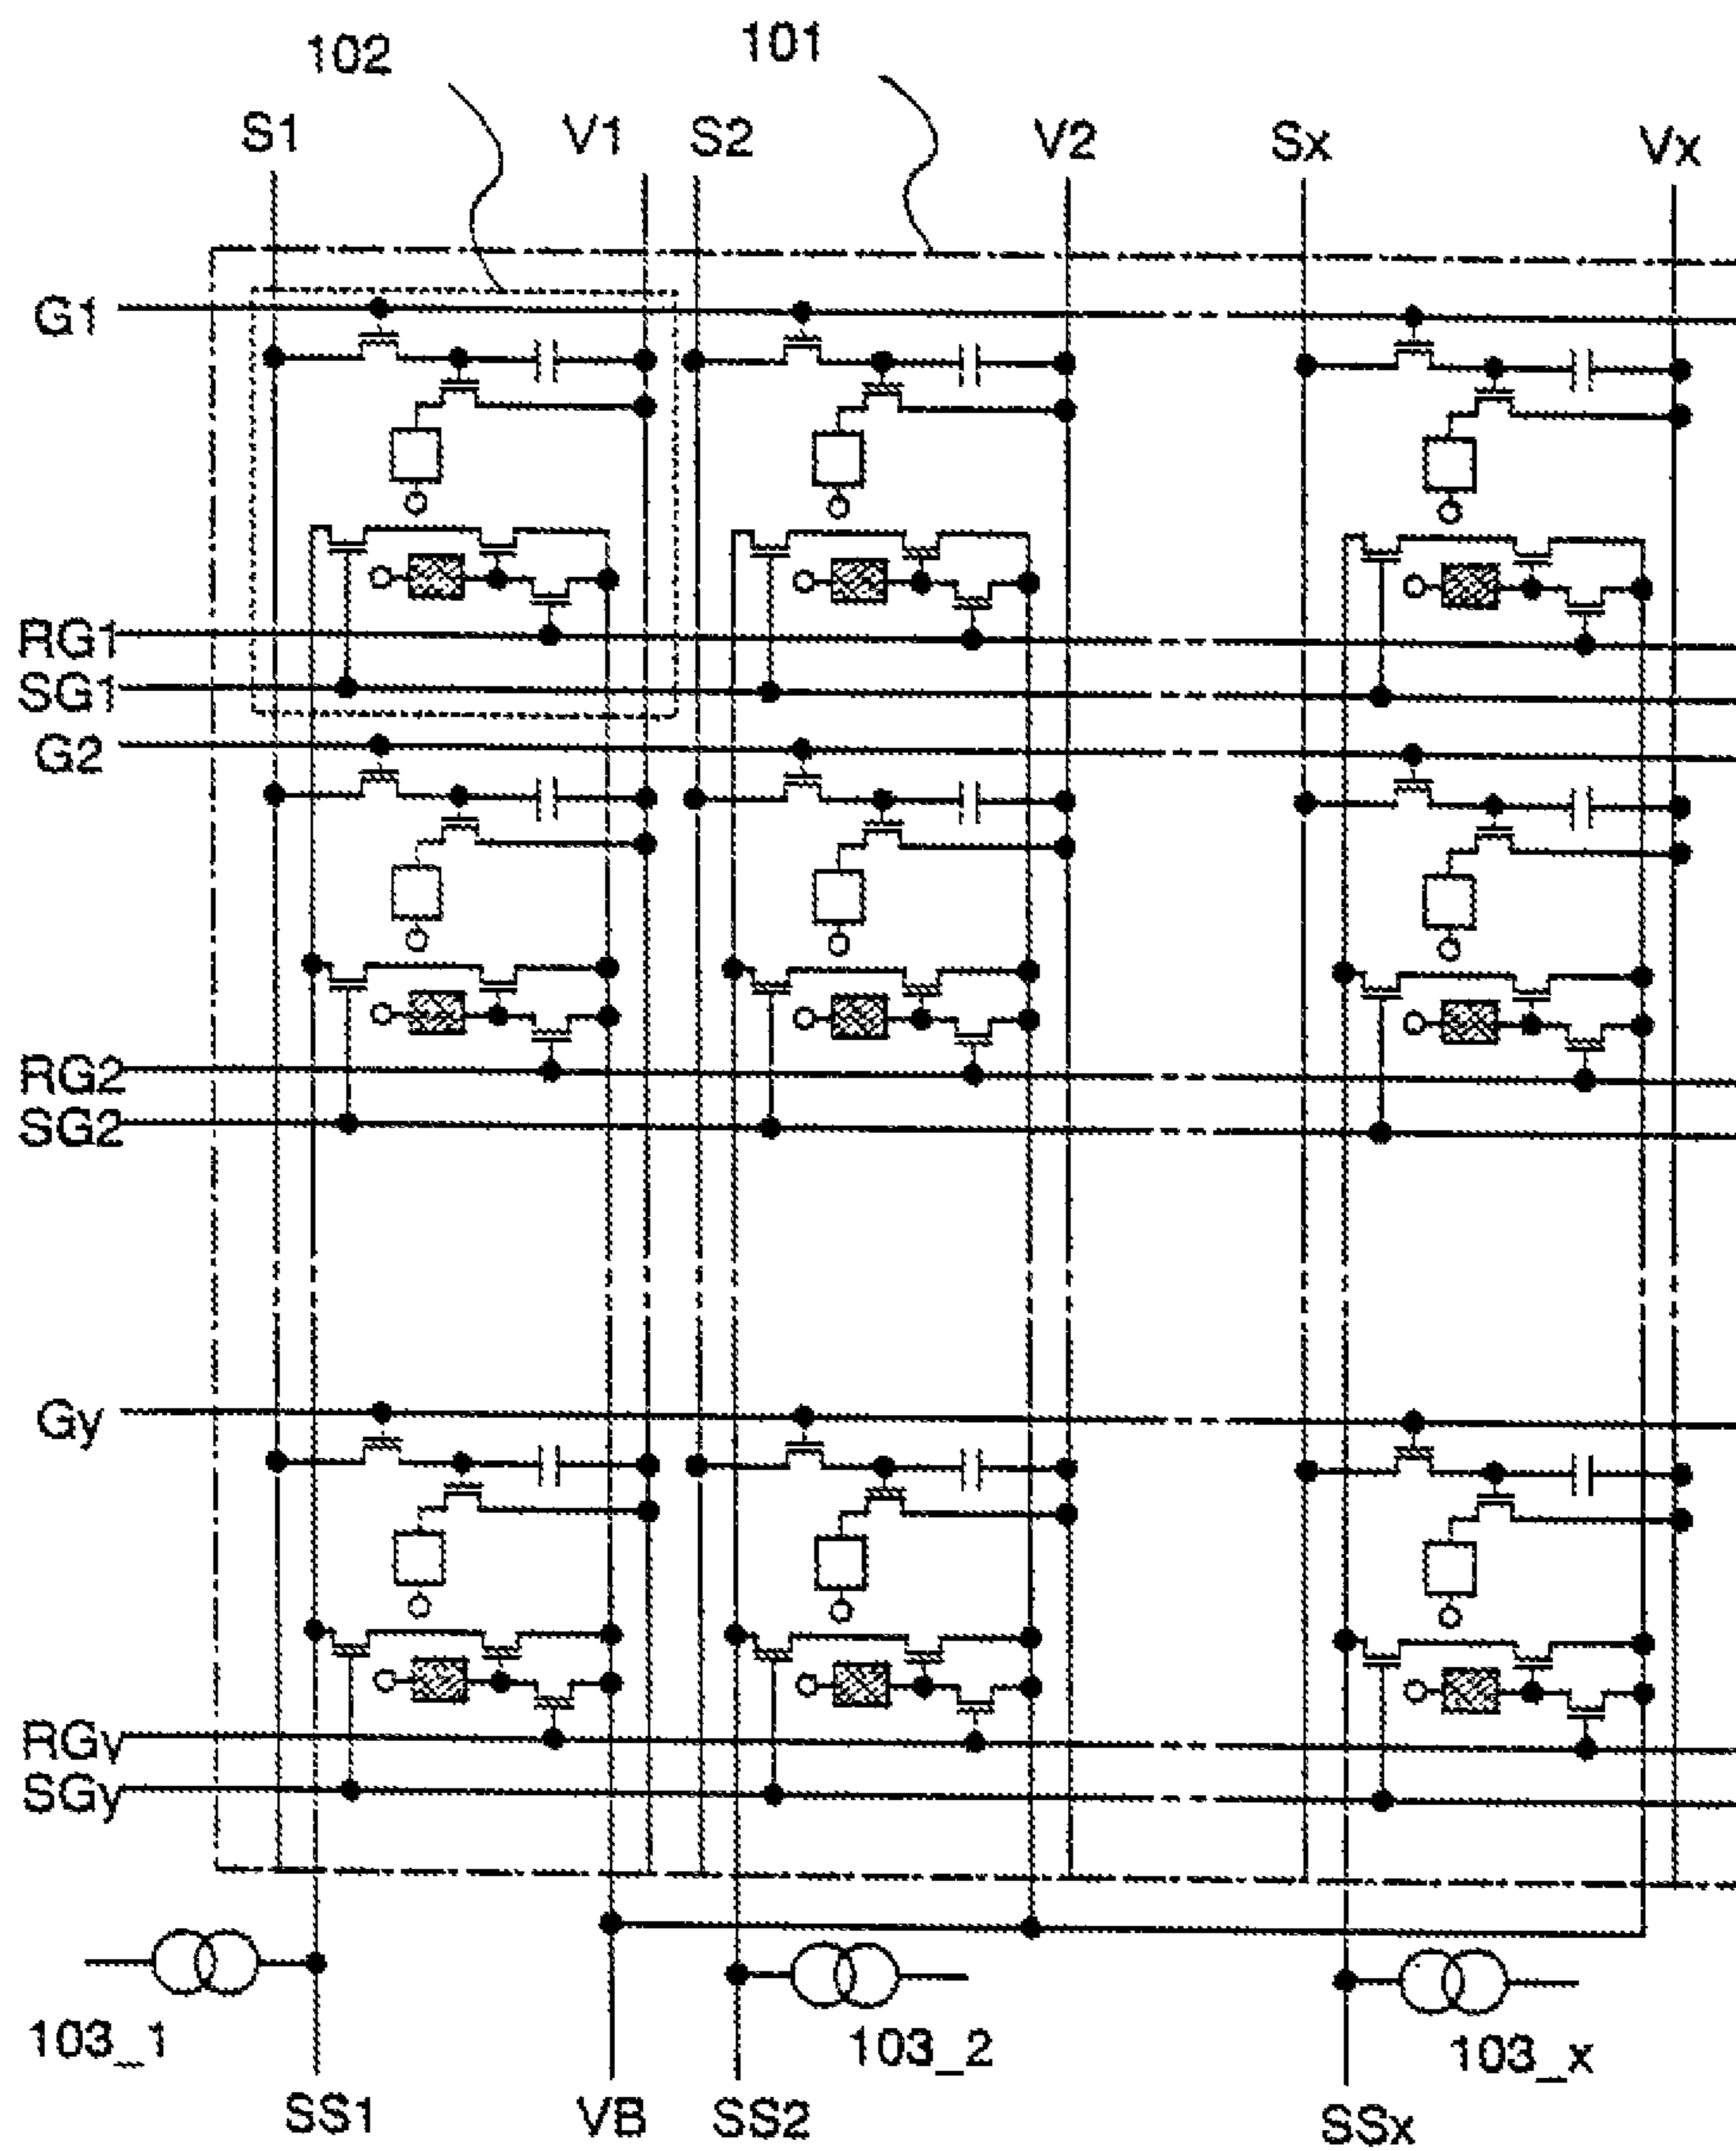 102
101
S1
V1
S2
V2
Sx
Vx
G1
RG1
SG1
G2
RG2
SG2
Gy
RGy
SGy
103_1
103_2
103_x
SS1
VB
SS2
SSx